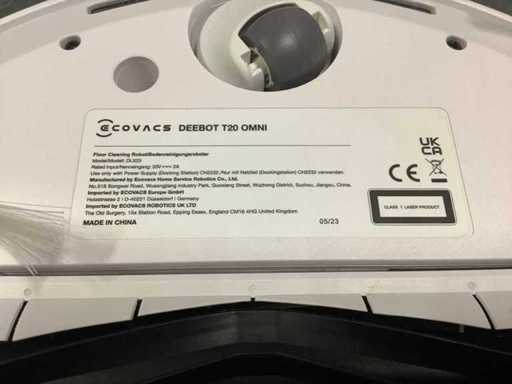 ECOVACS DEEBOT T20 OMNI
Floor Cleaning Robot/Bodenreinigungsroboter
Model/Modell: DLX23
Rated Input/Nenneingang: 20V⎓ 2A
Use only with Power Supply (Docking Station) CH2232 /Nur mit Netzteil (Dockingstation) CH2232 verwenden.
Manufactured by Ecovacs Home Service Robotics Co., Ltd.
No.518 Songwei Road, Wusongjiang Industry Park, Guoxiang Street, Wuzhong District, Suzhou, Jiangsu, China.
Imported by ECOVACS Europe GmbH
Holzstrasse 2 I D-40221 Düsseldorf I Germany
Imported by ECOVACS ROBOTICS UK LTD
The Old Surgery, 15a Station Road, Epping Essex, England CM16 4HG United Kingdom
MADE IN CHINA
05/23
UK
CA
CE
CLASS 1 LASER PRODUCT